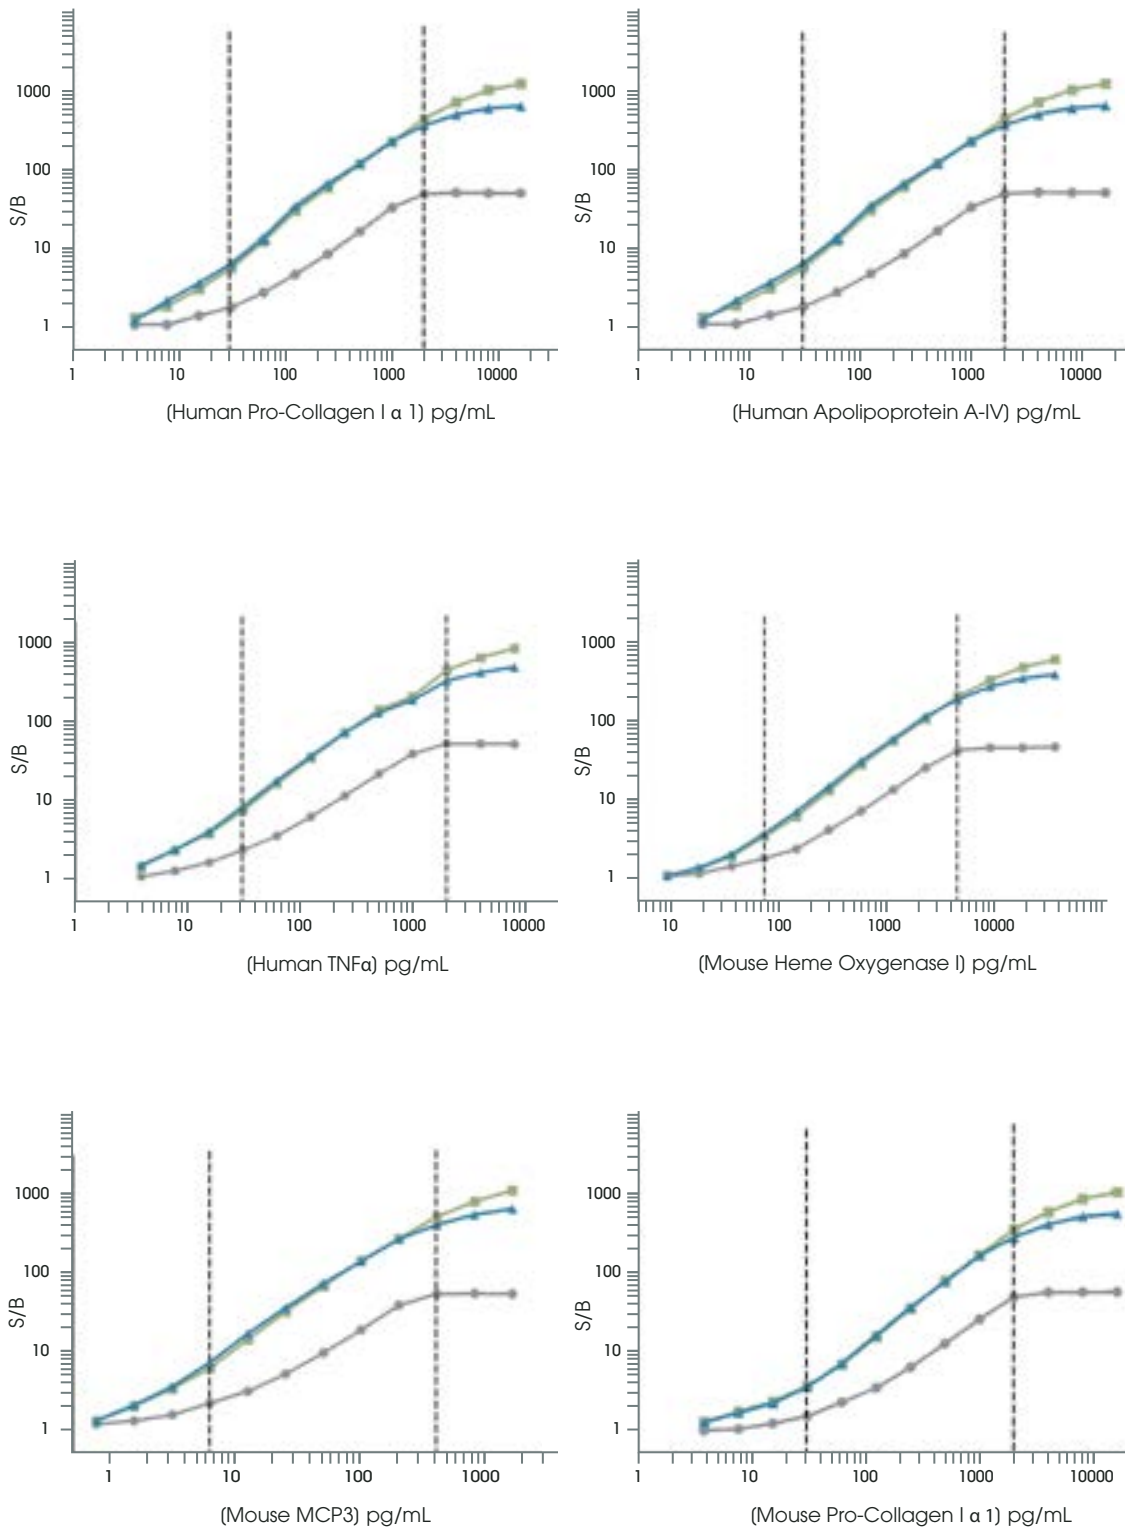 1000
100
10
1
S/B
1 10 100 1000 10000
(Human Pro-Collagen I α 1) pg/mL
1000
100
10
1
S/B
1 10 100 1000 10000
(Human Apolipoprotein A-IV) pg/mL
1000
100
10
1
S/B
1 10 100 1000 10000
(Human TNFα) pg/mL
1000
100
10
1
S/B
10 100 1000 10000
(Mouse Heme Oxygenase I) pg/mL
1000
100
10
1
S/B
1 10 100 1000
(Mouse MCP3) pg/mL
1000
100
10
1
S/B
1 10 100 1000 10000
(Mouse Pro-Collagen I α 1) pg/mL